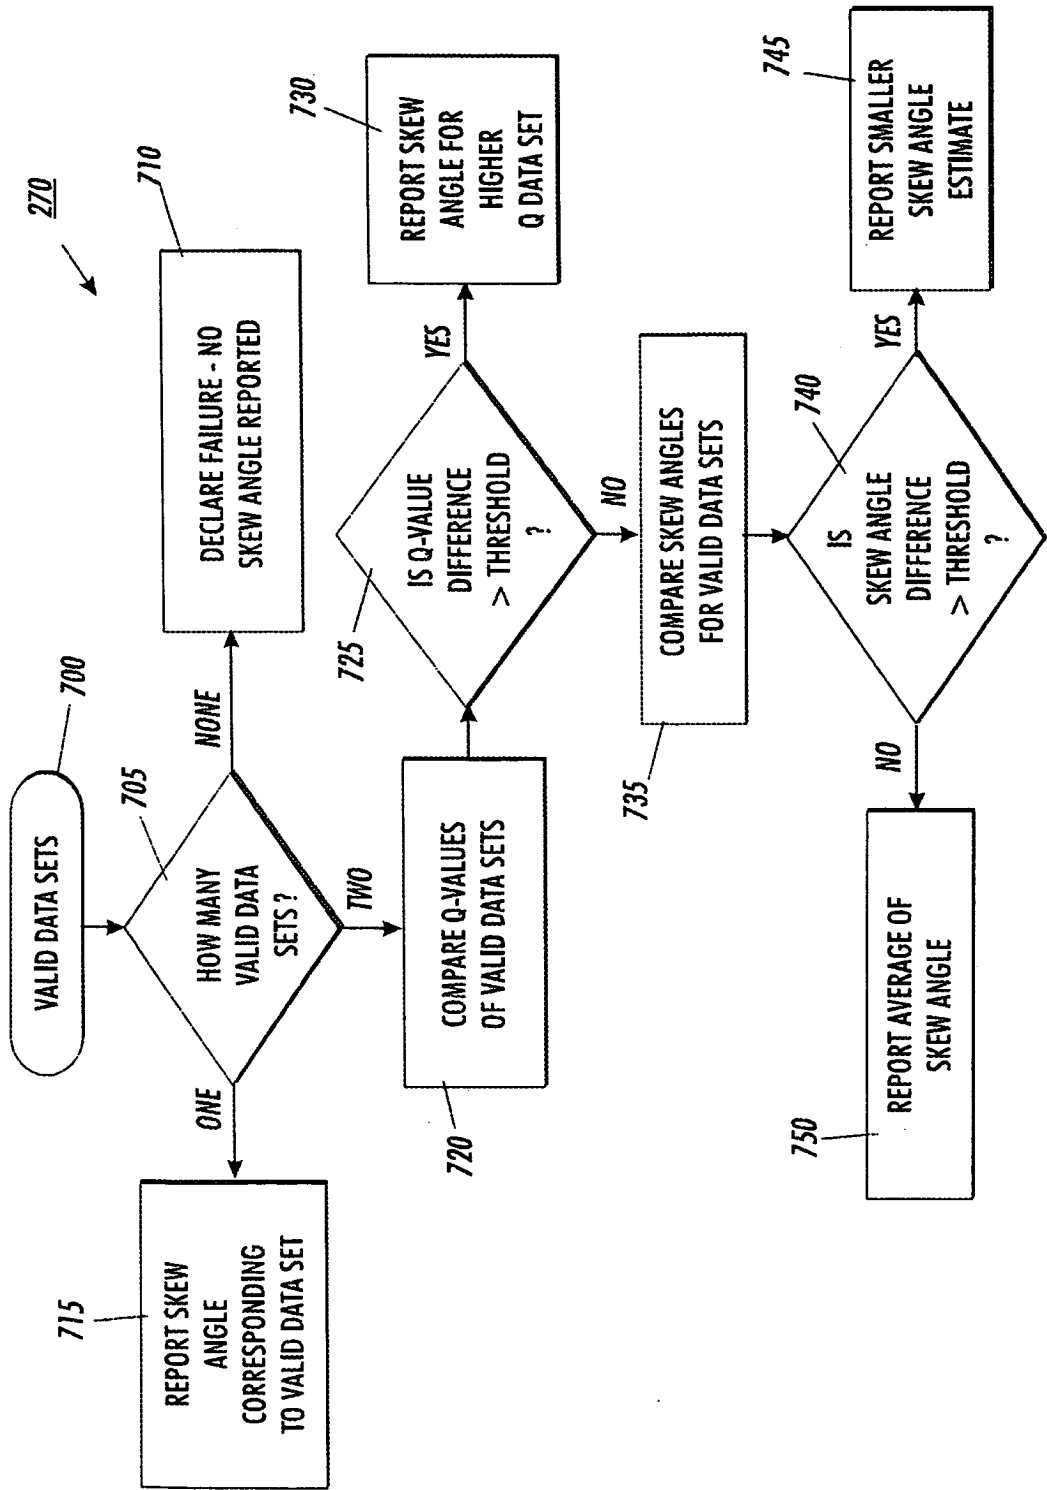 270
VALID DATA SETS
700
HOW MANY
VALID DATA
SETS ?
705
NONE
DECLARE FAILURE - NO
SKEW ANGLE REPORTED
710
ONE
REPORT SKEW
ANGLE
CORRESPONDING
TO VALID DATA SET
715
TWO
COMPARE Q-VALUES
OF VALID DATA SETS
720
IS Q-VALUE
DIFFERENCE
> THRESHOLD
?
725
YES
REPORT SKEW
ANGLE FOR
HIGHER
Q DATA SET
730
NO
COMPARE SKEW ANGLES
FOR VALID DATA SETS
735
IS
SKEW ANGLE
DIFFERENCE
> THRESHOLD
?
740
YES
REPORT SMALLER
SKEW ANGLE
ESTIMATE
745
NO
REPORT AVERAGE OF
SKEW ANGLE
750